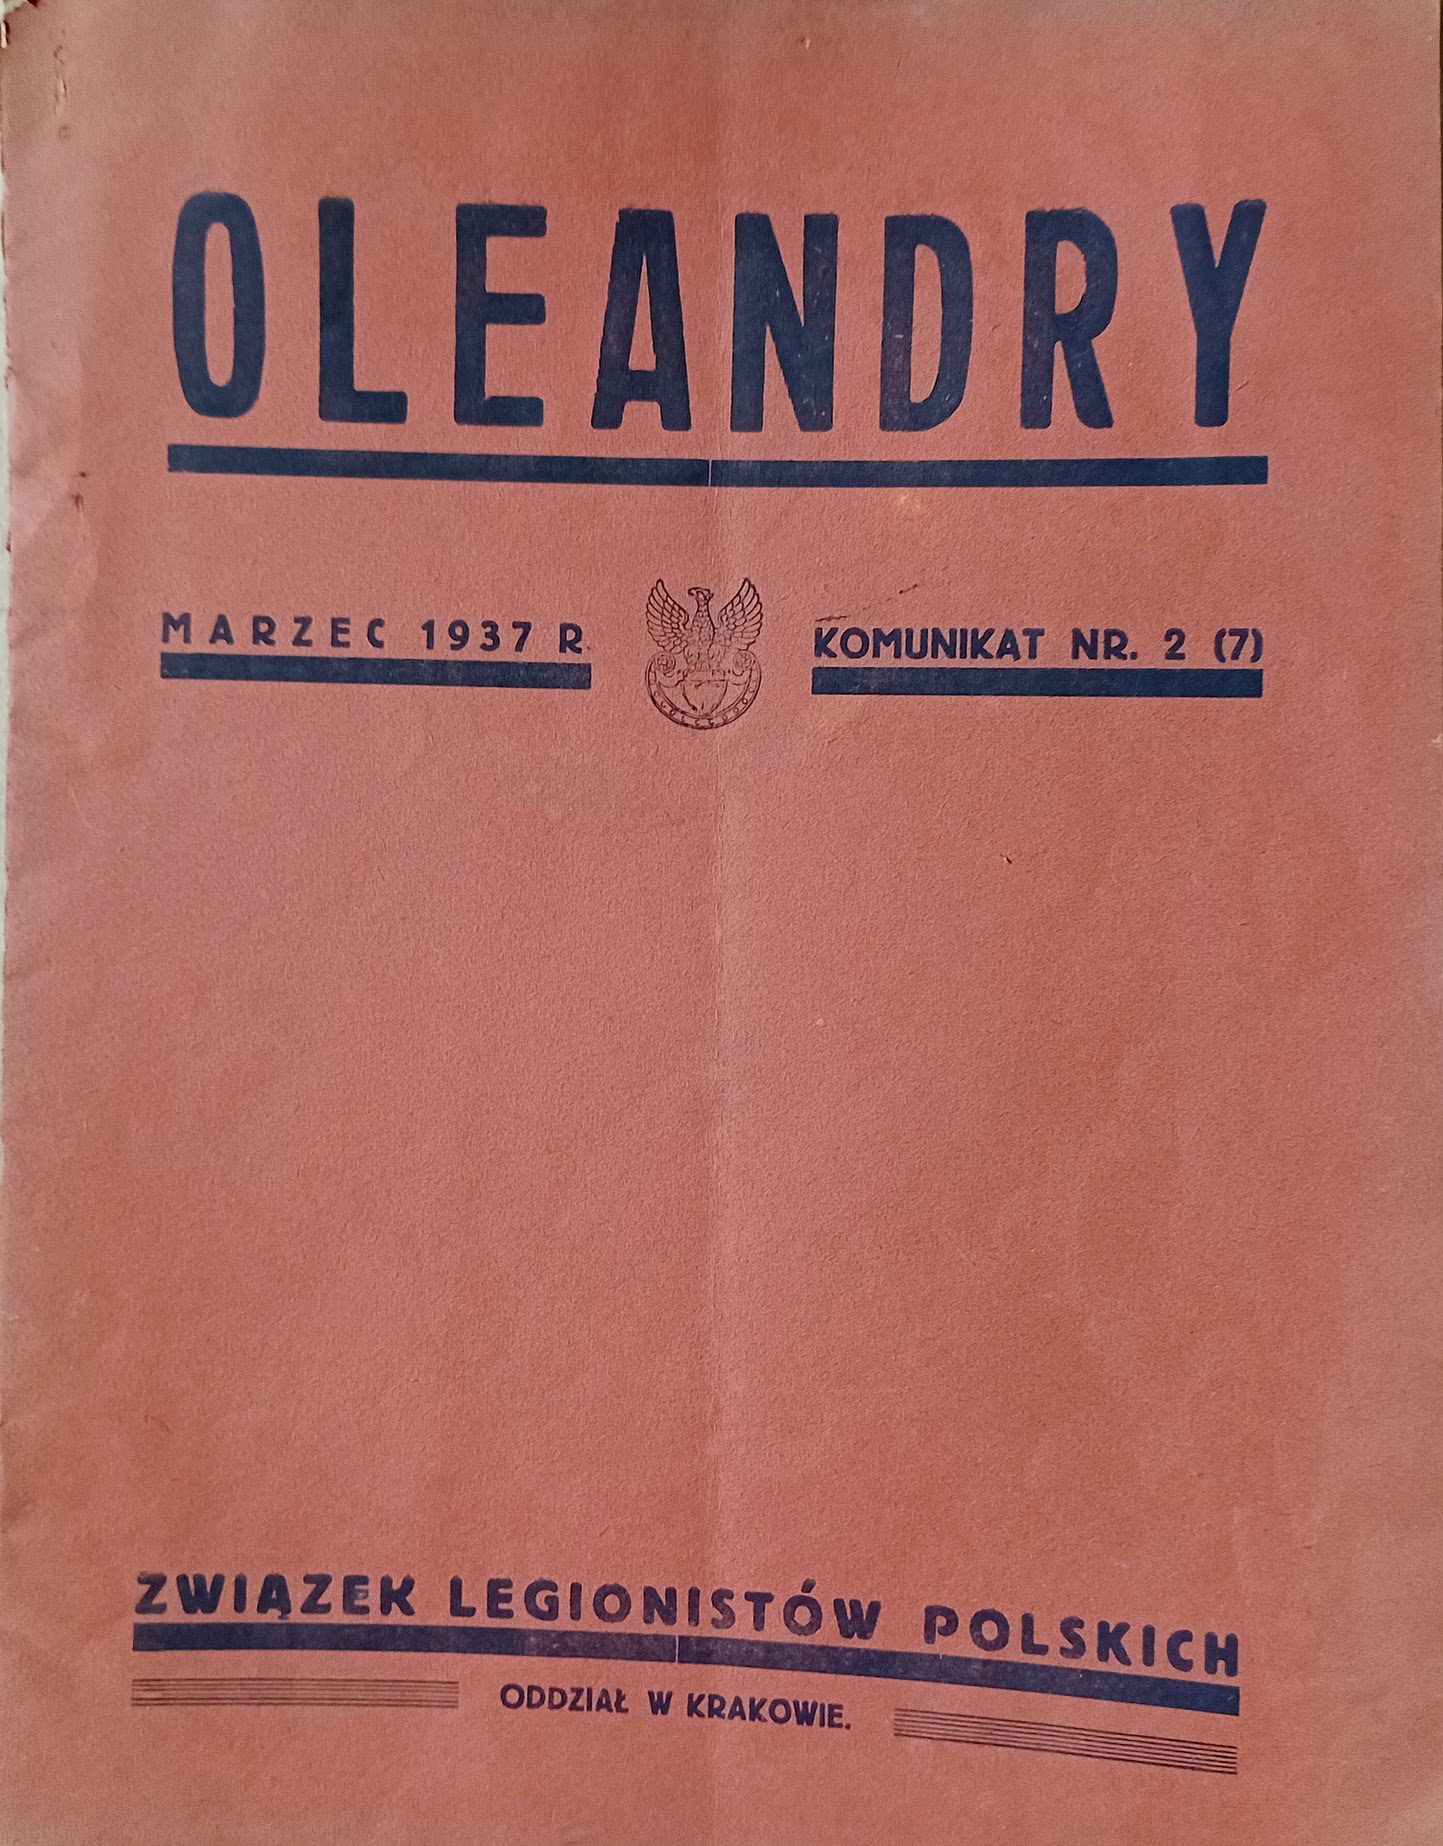 OLEANDRY
MARZEC 1937 R.
KOMUNIKAT NR. 2 (7)
ZWIĄZEK LEGIONISTÓW POLSKICH
ODDZIAŁ W KRAKOWIE.